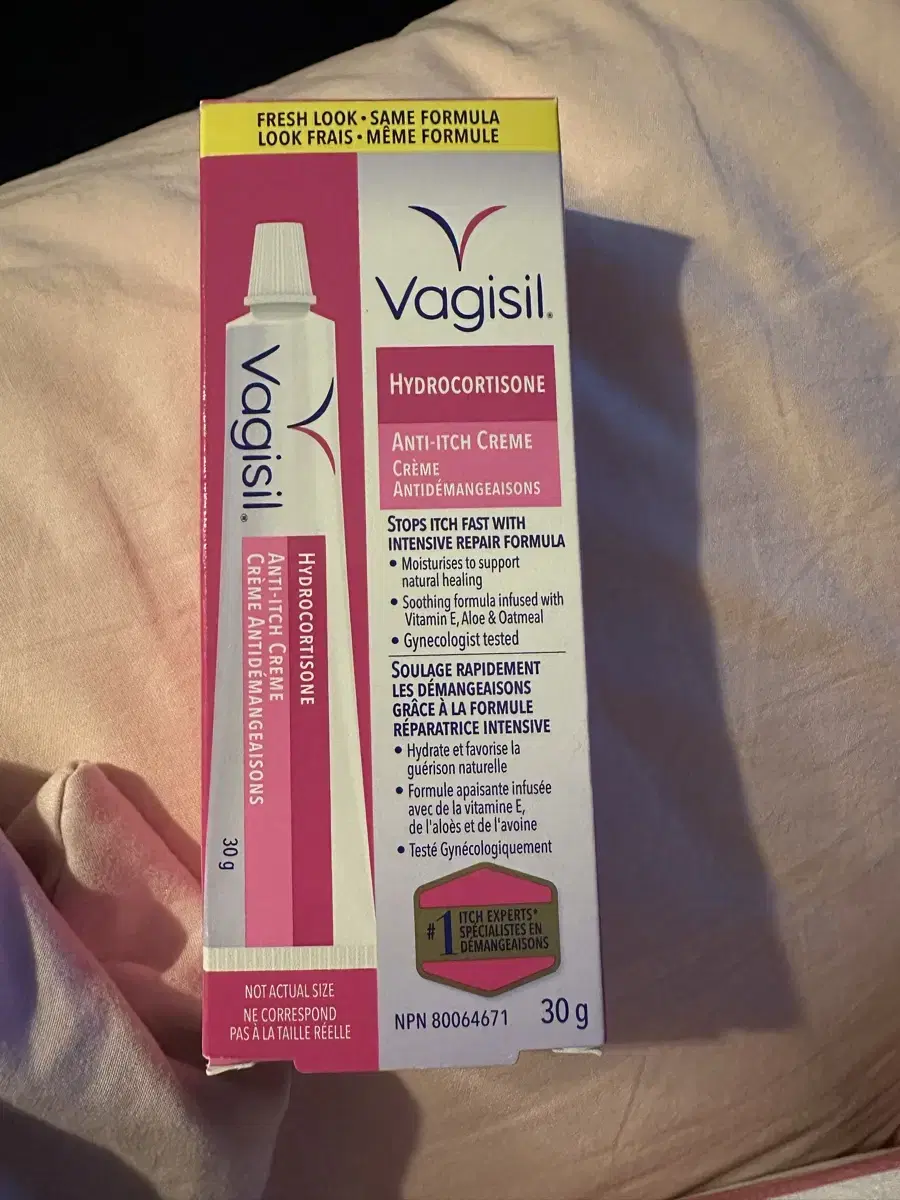 FRESH LOOK • SAME FORMULA
LOOK FRAIS • MÊME FORMULE
Vagisil®
HYDROCORTISONE
ANTI-ITCH CREME
CRÈME
ANTIDÉMANGEAISONS
STOPS ITCH FAST WITH
INTENSIVE REPAIR FORMULA
• Moisturises to support
natural healing
• Soothing formula infused with
Vitamin E, Aloe & Oatmeal
• Gynecologist tested
SOULAGE RAPIDEMENT
LES DÉMANGEAISONS
GRÂCE À LA FORMULE
RÉPARATRICE INTENSIVE
• Hydrate et favorise la
guérison naturelle
• Formule apaisante infusée
avec de la vitamine E,
de l'aloès et de l'avoine
• Testé Gynécologiquement
#1 ITCH EXPERTS*
SPÉCIALISTES EN
DÉMANGEAISONS
NPN 80064671 30 g
Vagisil®
HYDROCORTISONE
ANTI-ITCH CREME
CRÈME ANTIDÉMANGEAISONS
30 g
NOT ACTUAL SIZE
NE CORRESPOND
PAS À LA TAILLE RÉELLE